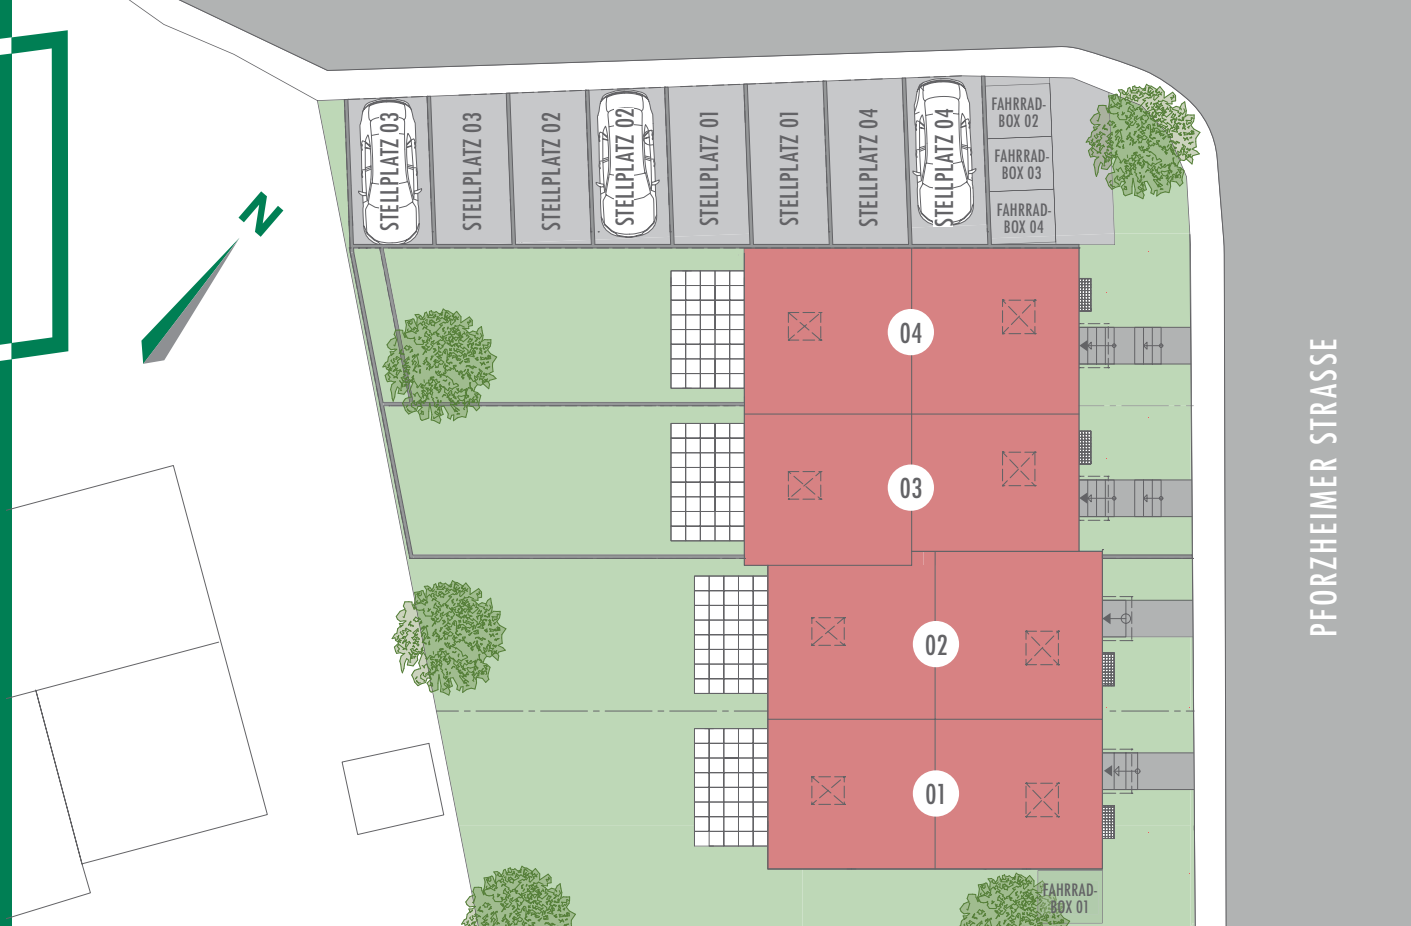 STELLPLATZ 03
STELLPLATZ 03
STELLPLATZ 02
STELLPLATZ 02
STELLPLATZ 01
STELLPLATZ 01
STELLPLATZ 04
STELLPLATZ 04
FAHRRAD-
BOX 02
FAHRRAD-
BOX 03
FAHRRAD-
BOX 04
N
04
03
02
01
PFORZHEIMER STRASSE
FAHRRAD-
BOX 01